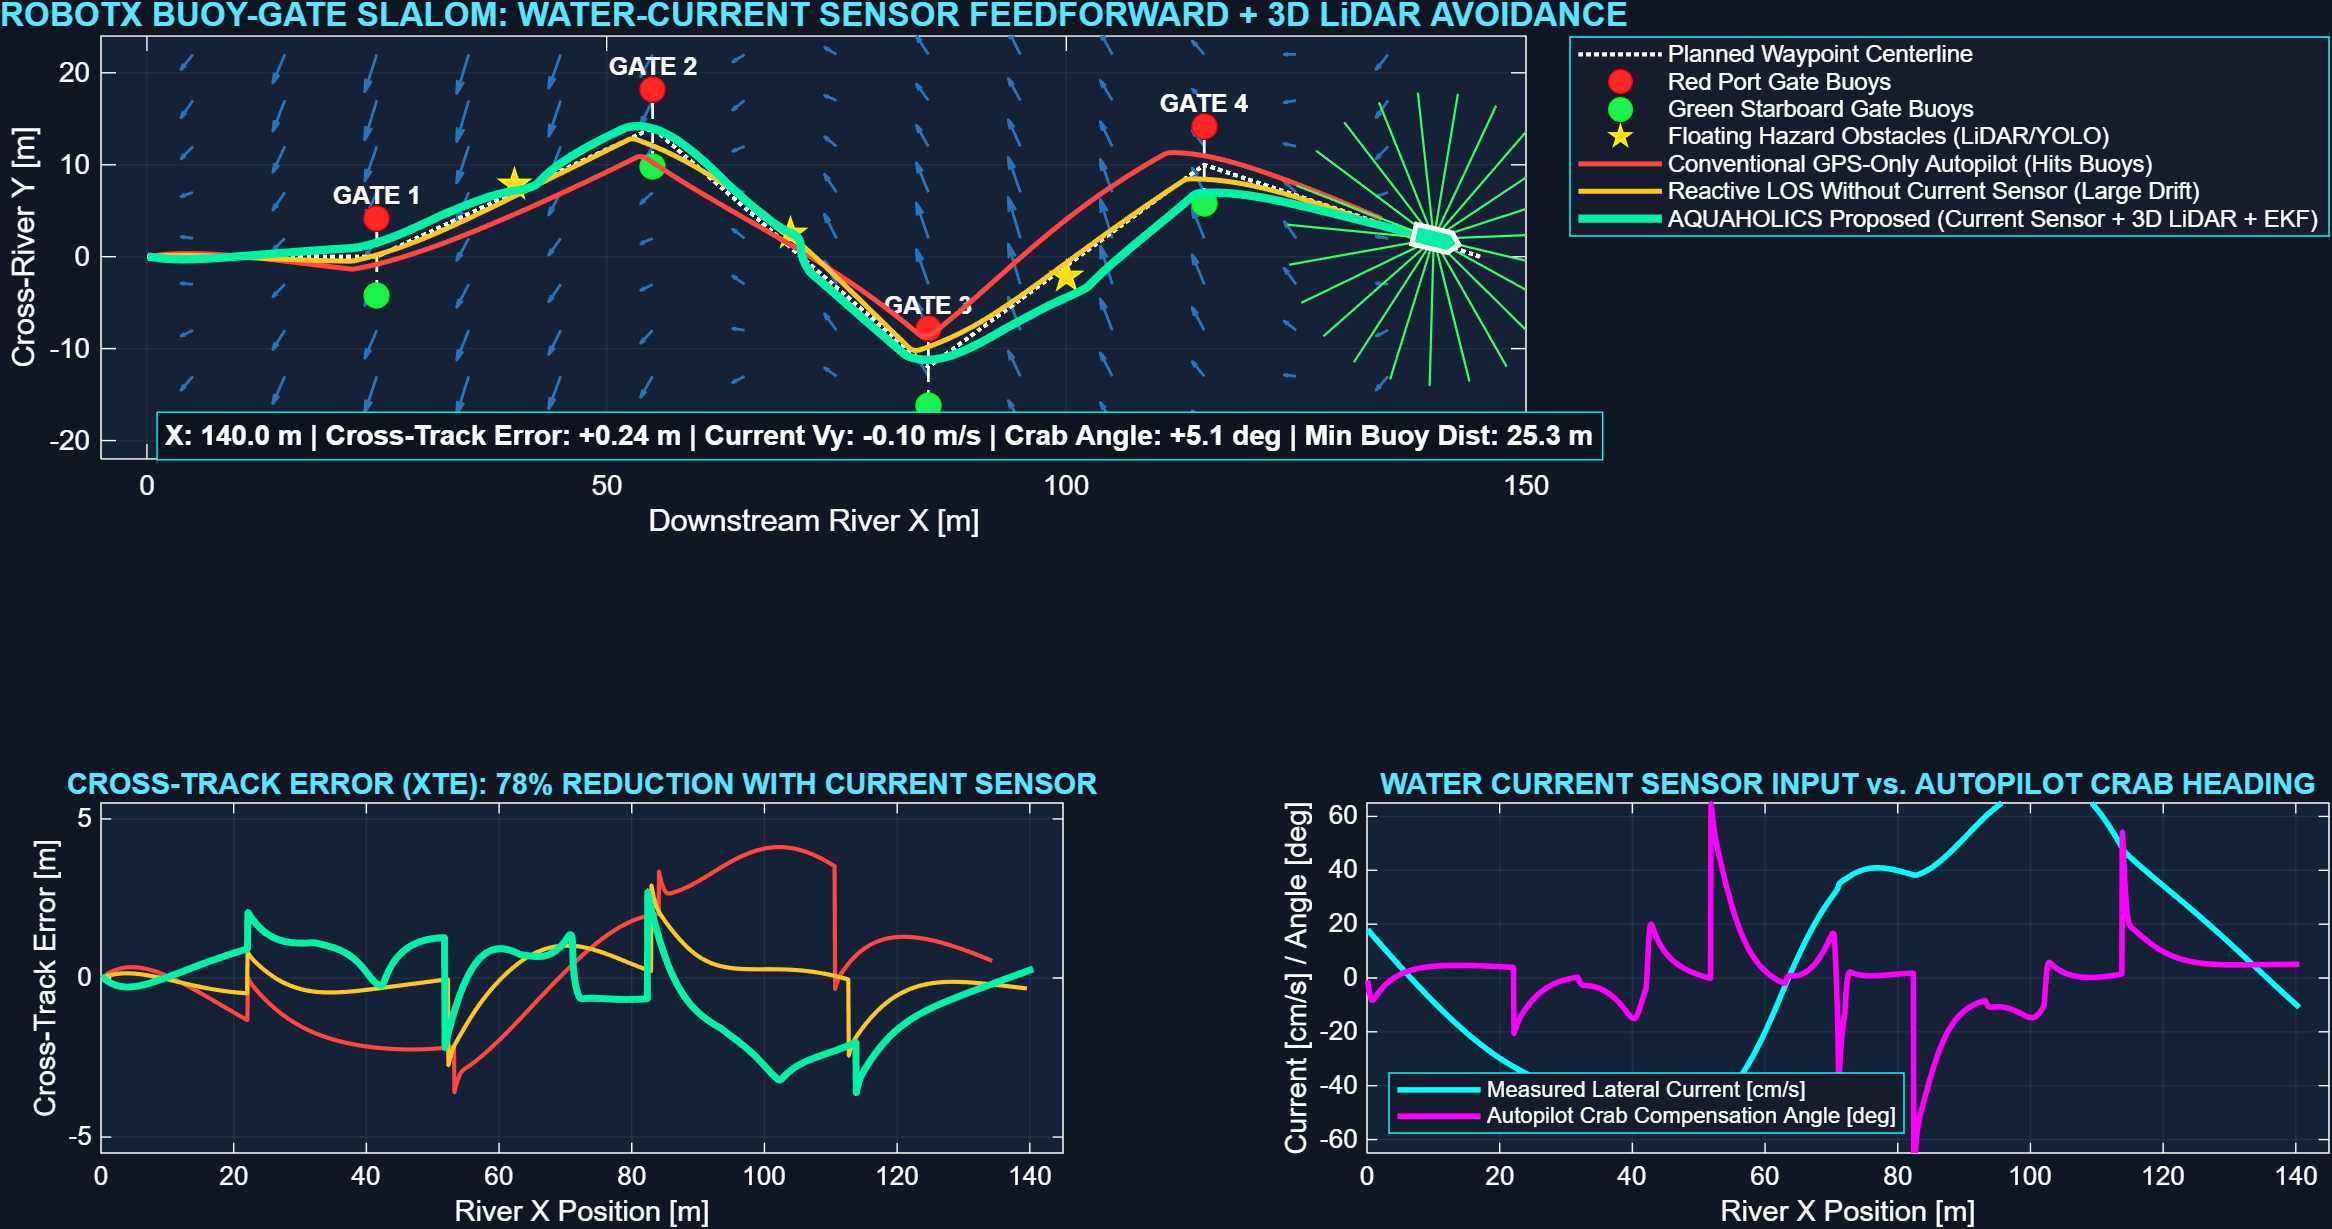 ROBOTX BUOY-GATE SLALOM: WATER-CURRENT SENSOR FEEDFORWARD + 3D LiDAR AVOIDANCE
Cross-River Y [m]
20
10
0
-10
-20
GATE 1
GATE 2
GATE 3
GATE 4
X: 140.0 m | Cross-Track Error: +0.24 m | Current Vy: -0.10 m/s | Crab Angle: +5.1 deg | Min Buoy Dist: 25.3 m
0
50
100
150
Downstream River X [m]
Planned Waypoint Centerline
Red Port Gate Buoys
Green Starboard Gate Buoys
Floating Hazard Obstacles (LiDAR/YOLO)
Conventional GPS-Only Autopilot (Hits Buoys)
Reactive LOS Without Current Sensor (Large Drift)
AQUAHOLICS Proposed (Current Sensor + 3D LiDAR + EKF)
CROSS-TRACK ERROR (XTE): 78% REDUCTION WITH CURRENT SENSOR
Cross-Track Error [m]
5
0
-5
0
20
40
60
80
100
120
140
River X Position [m]
WATER CURRENT SENSOR INPUT vs. AUTOPILOT CRAB HEADING
Current [cm/s] / Angle [deg]
60
40
20
0
-20
-40
-60
Measured Lateral Current [cm/s]
Autopilot Crab Compensation Angle [deg]
0
20
40
60
80
100
120
140
River X Position [m]